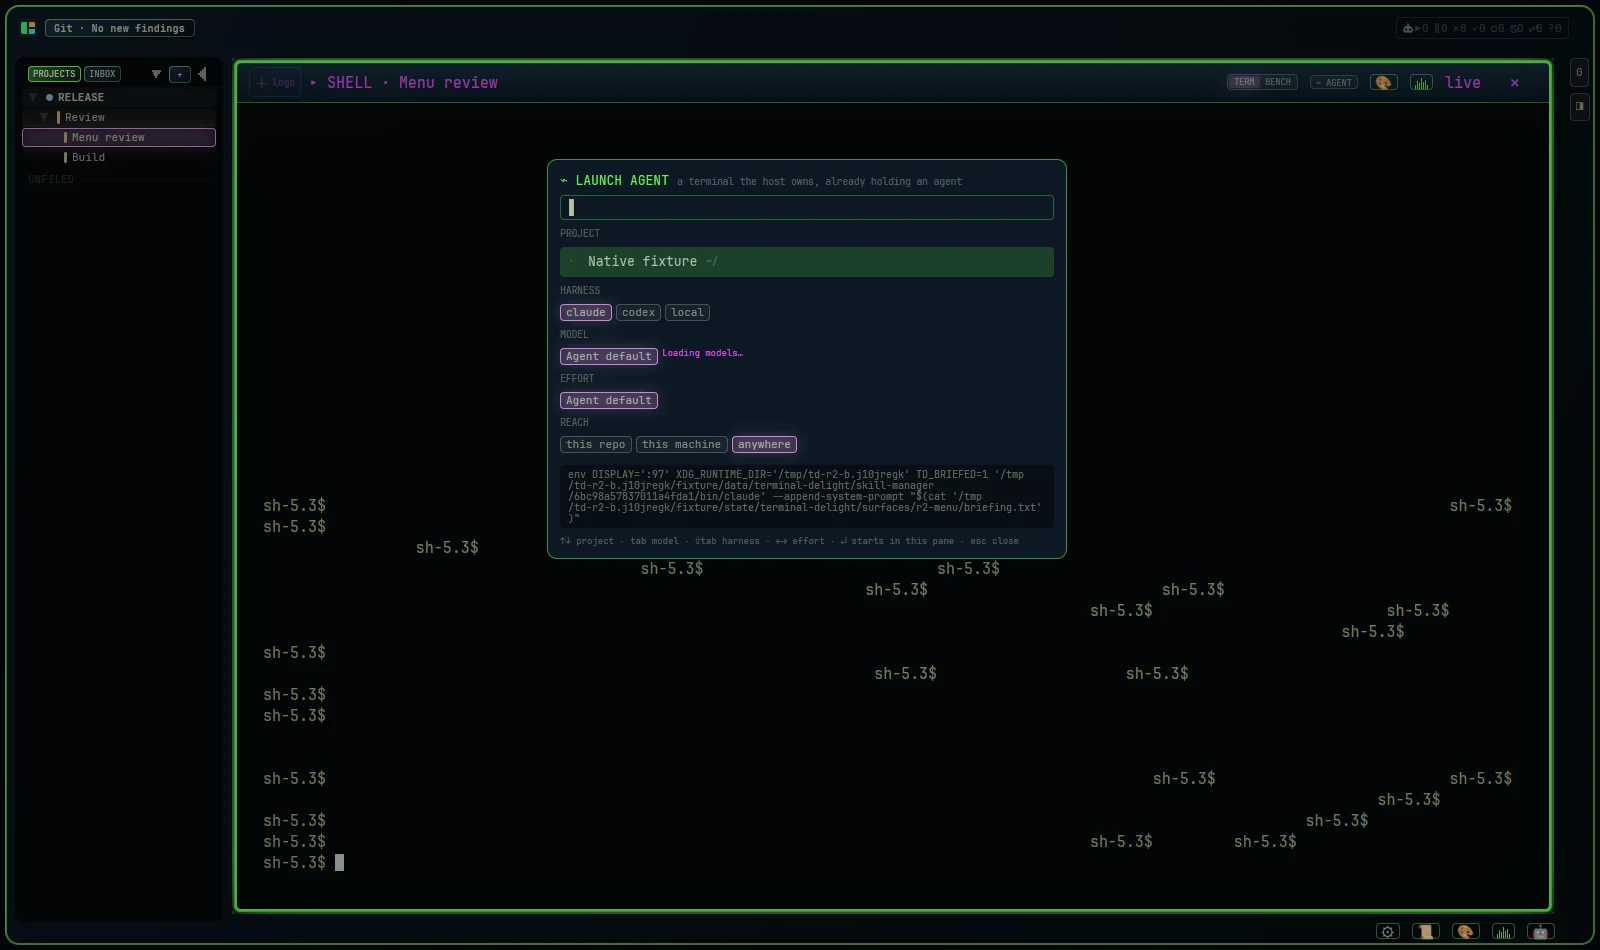 Git · No new findings
0 0 0 0 0 0 0 ?0
PROJECTS INBOX +
RELEASE
Review
Menu review
Build
UNFILED
+ logo ▸ SHELL · Menu review TERM BENCH ~ AGENT live ×
0
~ LAUNCH AGENT a terminal the host owns, already holding an agent
PROJECT
· Native fixture ~/
HARNESS
claude codex local
MODEL
Agent default Loading models…
EFFORT
Agent default
REACH
this repo this machine anywhere
env DISPLAY=':97' XDG_RUNTIME_DIR='/tmp/td-r2-b.j10jregk' TD_BRIEFED=1 '/tmp
/td-r2-b.j10jregk/fixture/data/terminal-delight/skill-manager
/6bc98a57837011a4fda1/bin/claude' --append-system-prompt "$(cat '/tmp
/td-r2-b.j10jregk/fixture/state/terminal-delight/surfaces/r2-menu/briefing.txt'
)"
↑↓ project · tab model · ⇧tab harness · ↔ effort · ↲ starts in this pane · esc close
sh-5.3$ sh-5.3$
sh-5.3$
sh-5.3$
sh-5.3$ sh-5.3$
sh-5.3$ sh-5.3$
sh-5.3$ sh-5.3$
sh-5.3$
sh-5.3$
sh-5.3$ sh-5.3$
sh-5.3$
sh-5.3$
sh-5.3$ sh-5.3$ sh-5.3$
sh-5.3$
sh-5.3$ sh-5.3$
sh-5.3$ sh-5.3$ sh-5.3$
sh-5.3$